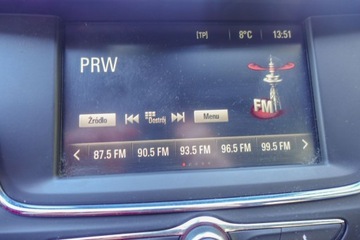 [TP] 8°C 13:51
PRW
FM
Źródło Dostrój Menu
87.5 FM 90.5 FM 93.5 FM 96.5 FM 99.5 FM